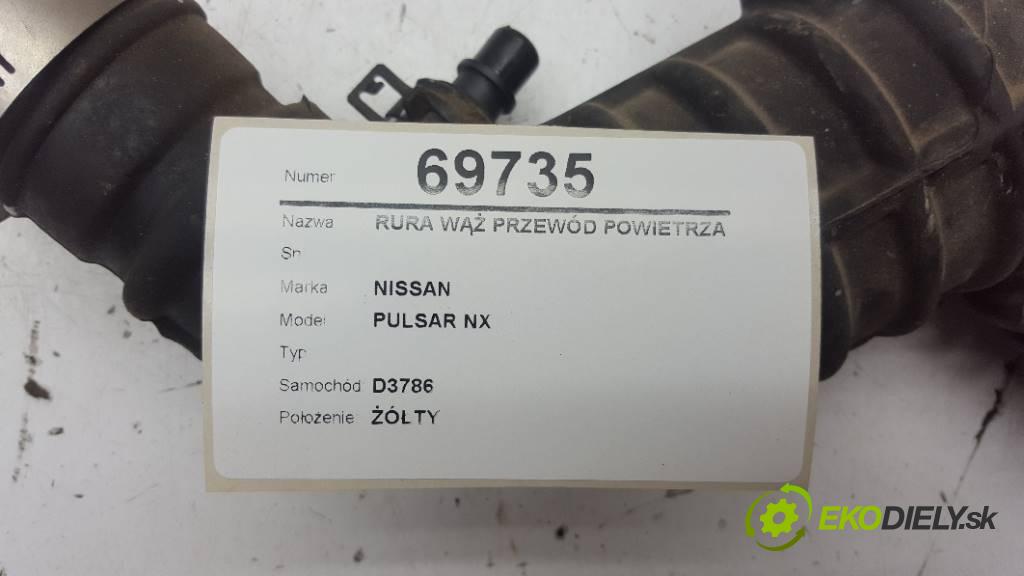 Numer 69735
Nazwa RURA WĄŻ PRZEWÓD POWIETRZA
Sn
Marka NISSAN
Model PULSAR NX
Typ
Samochód D3786
Położenie ŻÓŁTY
EKODIELY.sk